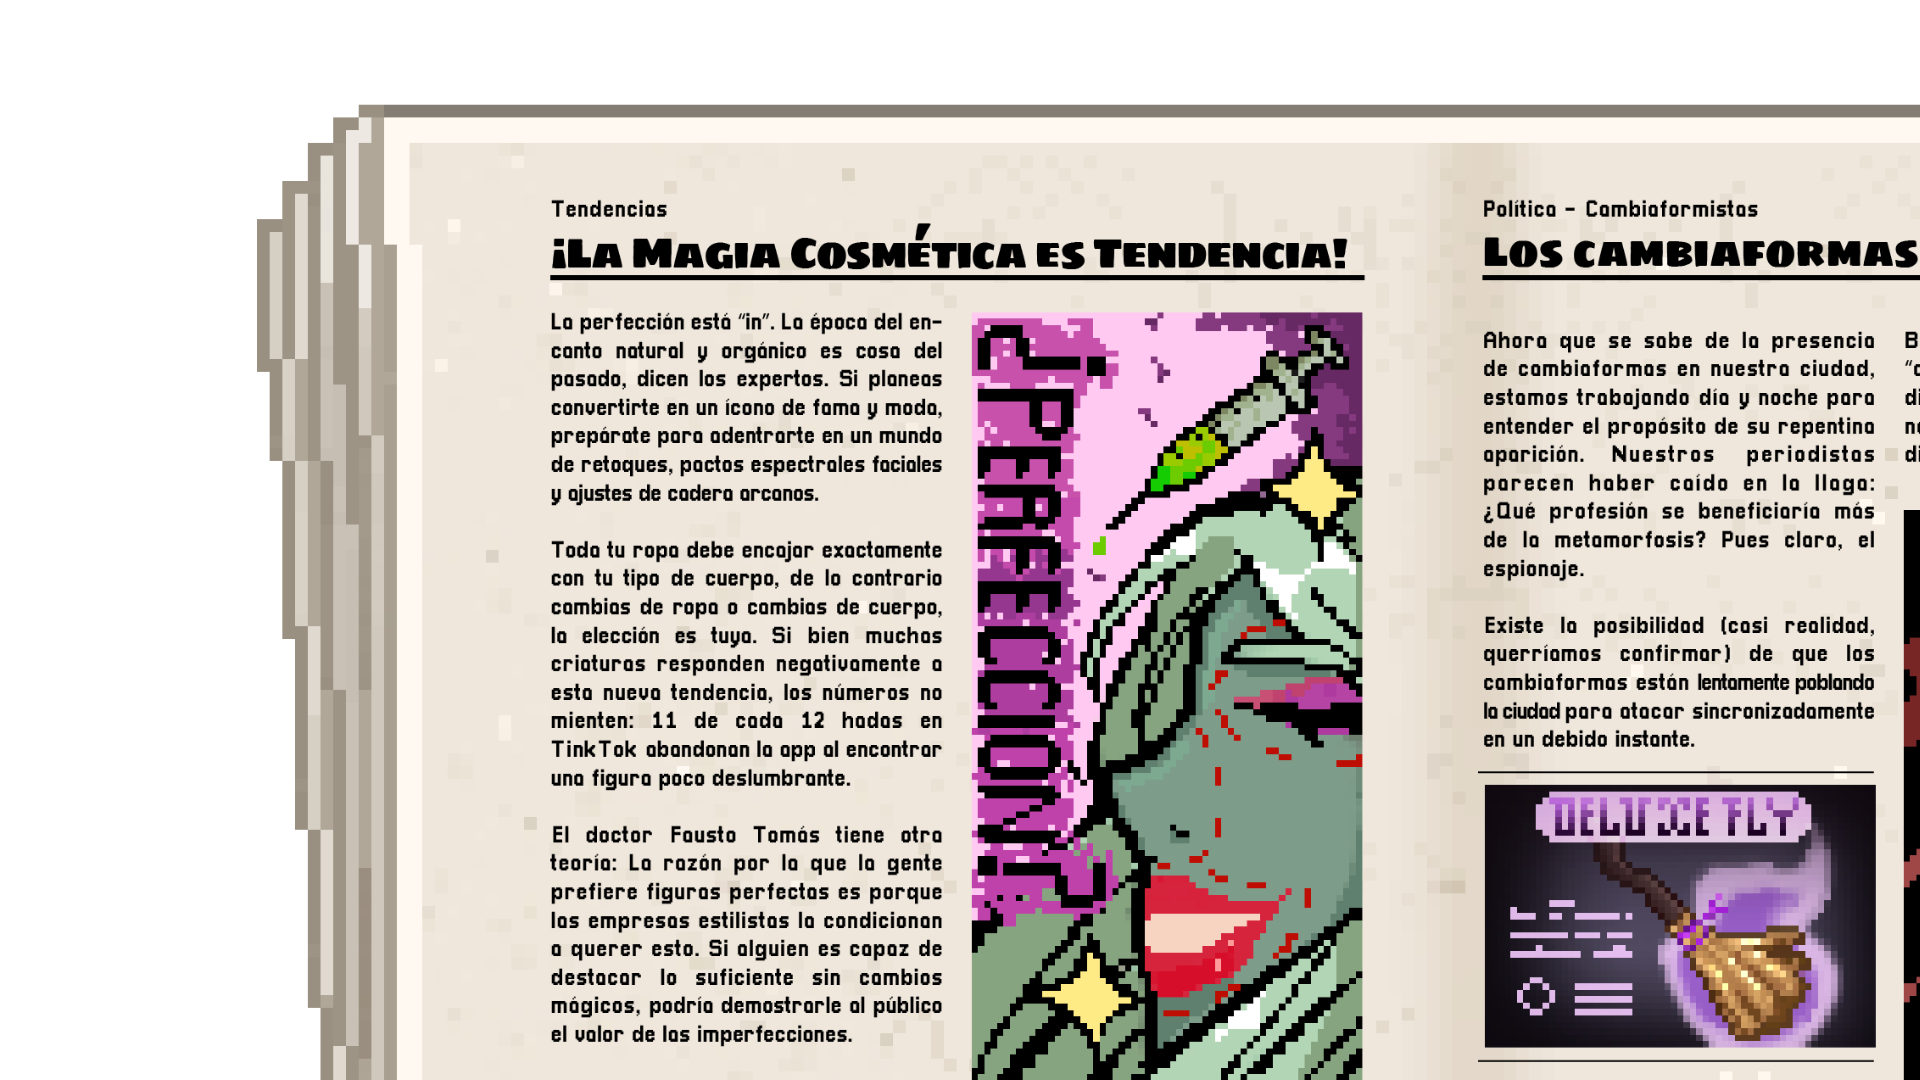 Tendencias
¡La Magia Cosmética es Tendencia!
La perfección está “in”. La época del en-
canto natural y orgánico es cosa del
pasado, dicen los expertos. Si planeas
convertirte en un ícono de fama y moda,
prepárate para adentrarte en un mundo
de retoques, pactos espectrales faciales
y ajustes de cadera arcanos.
Toda tu ropa debe encajar exactamente
con tu tipo de cuerpo, de lo contrario
cambias de ropa o cambias de cuerpo,
la elección es tuya. Si bien muchas
criaturas responden negativamente a
esta nueva tendencia, los números no
mienten: 11 de cada 12 hadas en
TinkTok abandonan la app al encontrar
una figura poco deslumbrante.
El doctor Fausto Tomás tiene otra
teoría: La razón por la que la gente
prefiere figuras perfectas es porque
las empresas estilistas la condicionan
a querer esto. Si alguien es capaz de
destacar lo suficiente sin cambios
mágicos, podría demostrarle al público
el valor de las imperfecciones.
¿PERFECCION?
Política - Cambiaformistas
Los cambiaformas
Ahora que se sabe de la presencia
de cambiaformas en nuestra ciudad,
estamos trabajando día y noche para
entender el propósito de su repentina
aparición. Nuestros periodistas
parecen haber caído en la llaga:
¿Qué profesión se beneficiaría más
de la metamorfosis? Pues claro, el
espionaje.
Existe la posibilidad (casi realidad,
querríamos confirmar) de que los
cambiaformas están lentamente poblando
la ciudad para atacar sincronizadamente
en un debido instante.